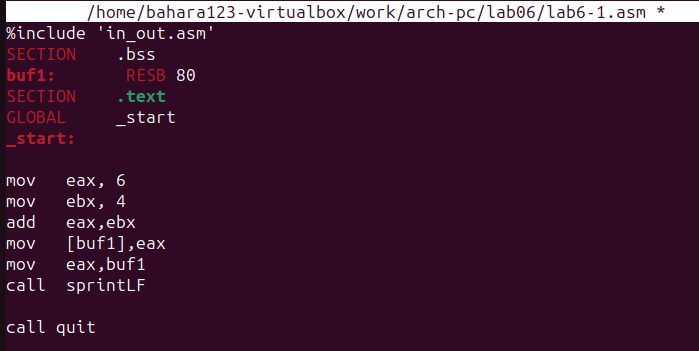 /home/bahara123-virtualbox/work/arch-pc/lab06/lab6-1.asm *
%include 'in_out.asm'
SECTION .bss
buf1: RESB 80
SECTION .text
GLOBAL _start
_start:
mov eax, 6
mov ebx, 4
add eax,ebx
mov [buf1],eax
mov eax,buf1
call sprintLF
call quit